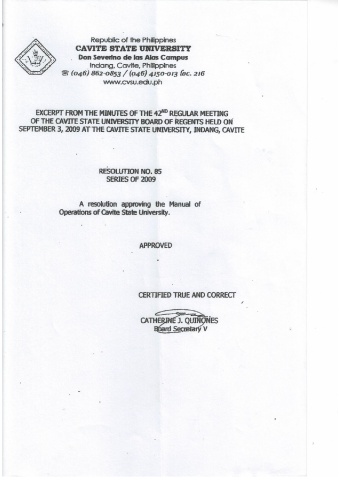 Republic of the Philippines
CAVITE STATE UNIVERSITY
Don Severino de las Alas Campus
Indang, Cavite, Philippines
☏ (046) 862-0853 / (046) 4150-013 loc. 216
www.cvsu.edu.ph
EXCERPT FROM THE MINUTES OF THE 42ND REGULAR MEETING
OF THE CAVITE STATE UNIVERSITY BOARD OF REGENTS HELD ON
SEPTEMBER 3, 2009 AT THE CAVITE STATE UNIVERSITY, INDANG, CAVITE
RESOLUTION NO. 85
SERIES OF 2009
A resolution approving the Manual of
Operations of Cavite State University.
APPROVED
CERTIFIED TRUE AND CORRECT
CATHERINE J. QUIÑONES
Board Secretary V